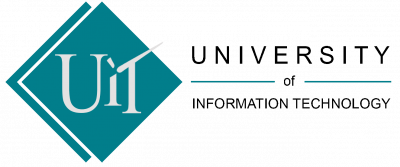 UiT
UNIVERSITY
of
INFORMATION TECHNOLOGY